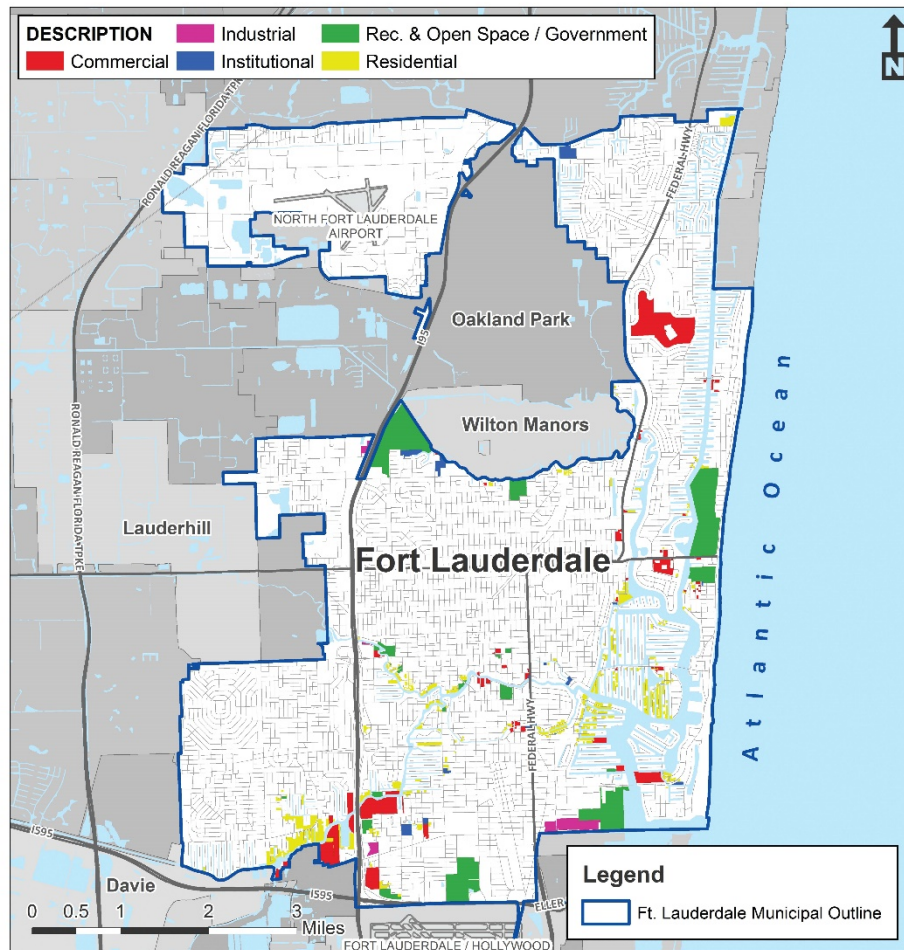 DESCRIPTION
Industrial
Rec. & Open Space / Government
Commercial
Institutional
Residential
N
RONALD REAGAN/FLORIDA TPKE
FEDERAL HWY
NORTH FORT LAUDERDALE
AIRPORT
I95
Oakland Park
Wilton Manors
RONALD REAGAN/FLORIDA TPKE
Lauderhill
Fort Lauderdale
Atlantic Ocean
FEDERAL HWY
I595
Davie
I595
ELLER
0 0.5 1 2 3
Miles
FORT LAUDERDALE / HOLLYWOOD
Legend
Ft. Lauderdale Municipal Outline